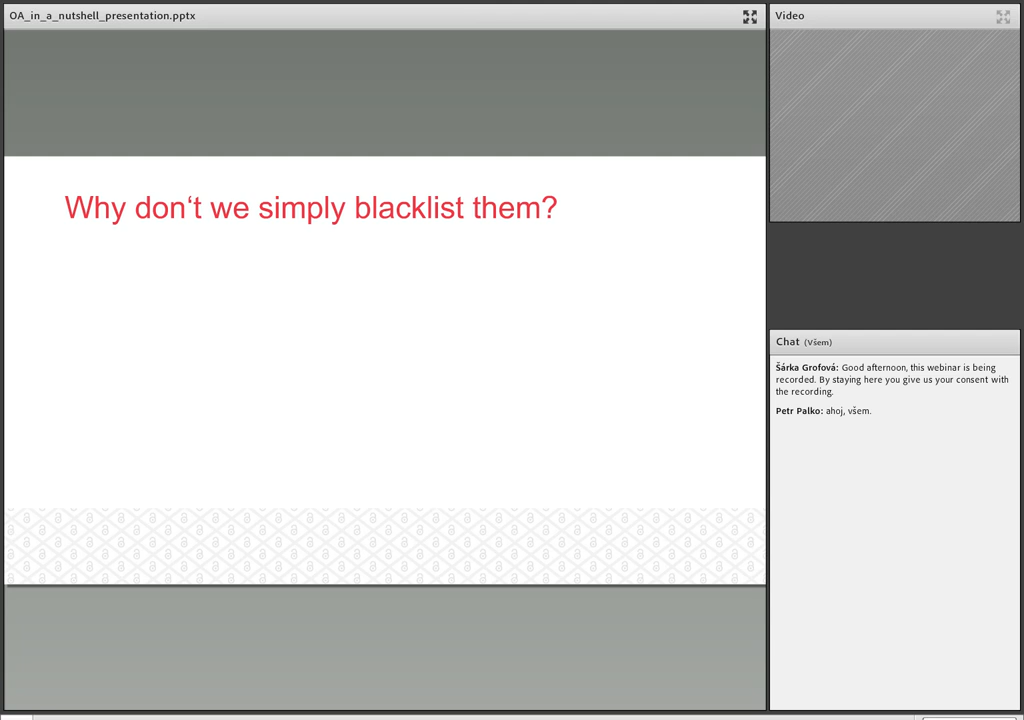 OA_in_a_nutshell_presentation.pptx
Video
Why don‘t we simply blacklist them?
Chat (Všem)
Šárka Grofová: Good afternoon, this webinar is being
recorded. By staying here you give us your consent with
the recording.
Petr Palko: ahoj, všem.